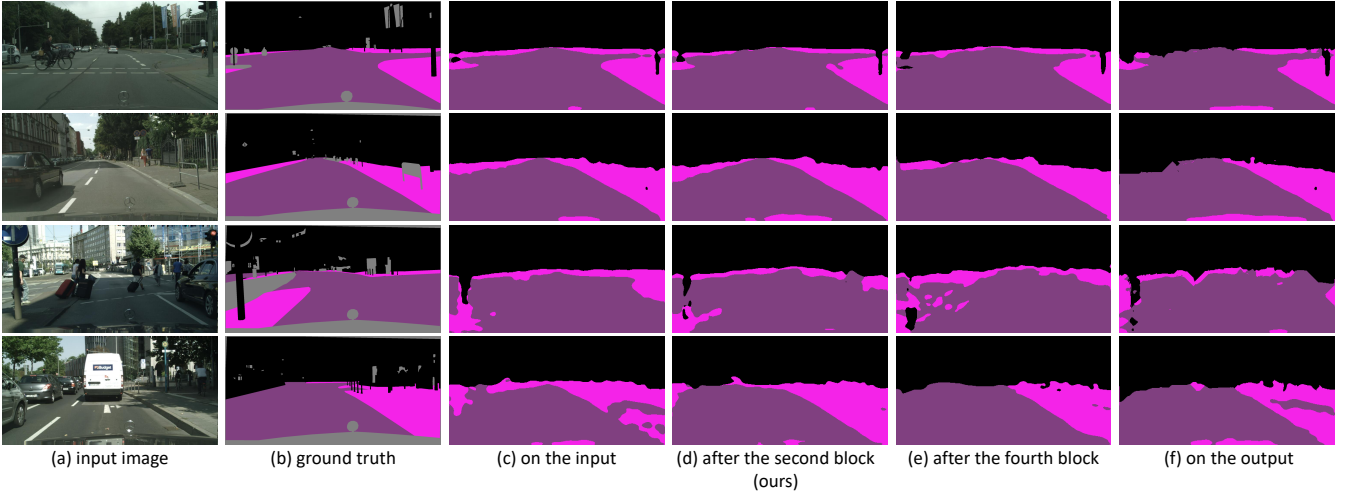 (a) input image
(b) ground truth
(c) on the input
(d) after the second block
(ours)
(e) after the fourth block
(f) on the output